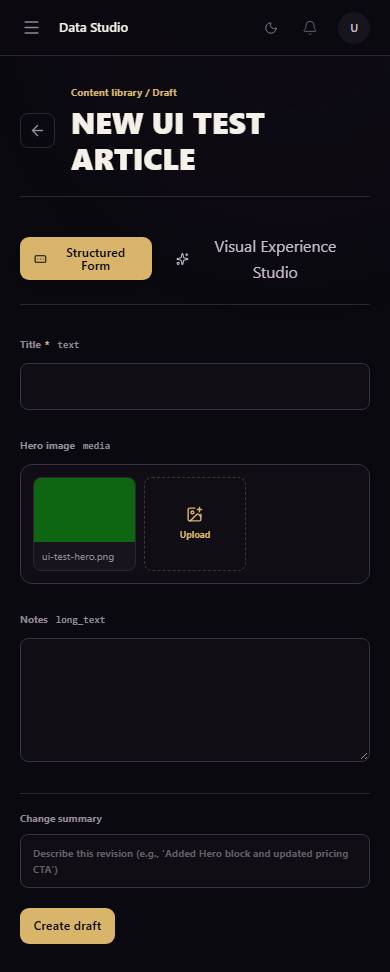 Data Studio
U
Content library / Draft
NEW UI TEST
ARTICLE
Structured
Form
Visual Experience
Studio
Title * text
Hero image media
ui-test-hero.png
Upload
Notes long_text
Change summary
Describe this revision (e.g., 'Added Hero block and updated pricing
CTA')
Create draft